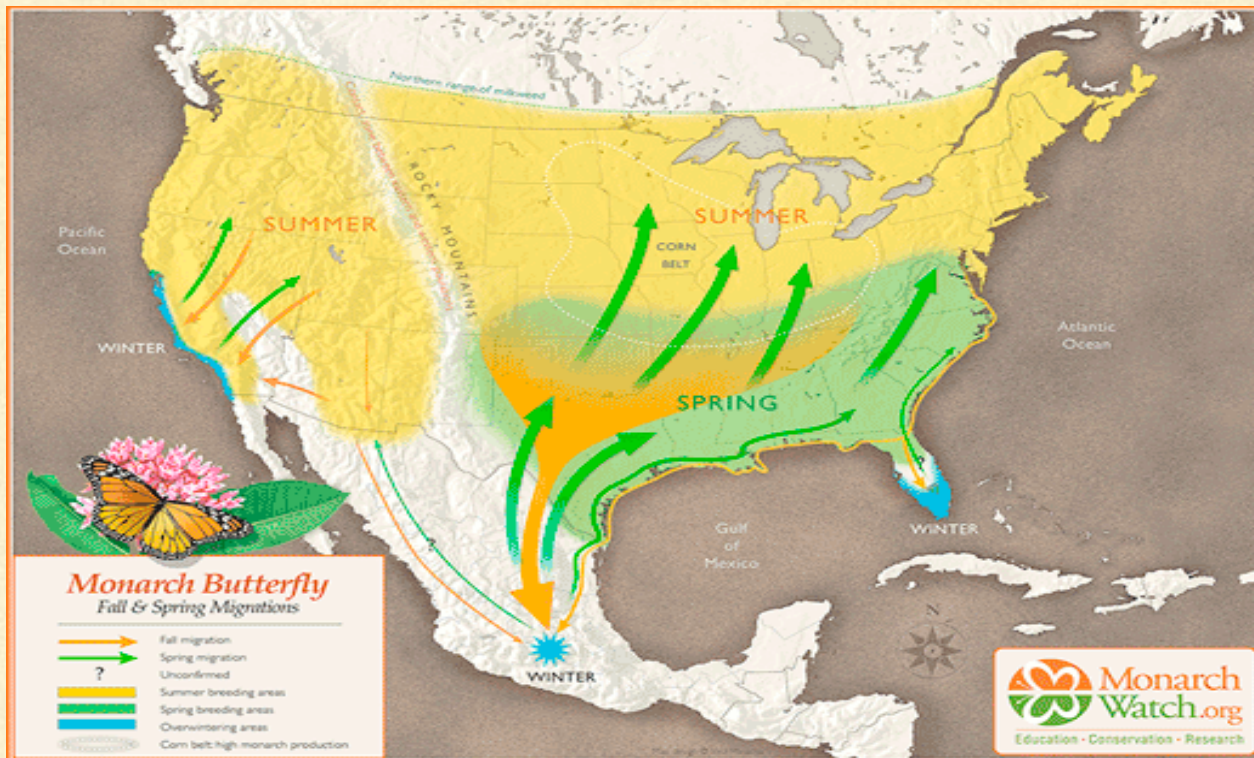 Northern range of milkweed
ROCKY MOUNTAINS
SUMMER
SUMMER
Pacific
Ocean
CORN
BELT
WINTER
Atlantic
Ocean
SPRING
?
WINTER
Gulf
of
Mexico
?
N
WINTER
Monarch Butterfly
Fall & Spring Migrations
Fall migration
Spring migration
? Unconfirmed
Summer breeding areas
Spring breeding areas
Overwintering areas
Corn belt: high monarch production
Monarch
Watch.org
Education • Conservation • Research